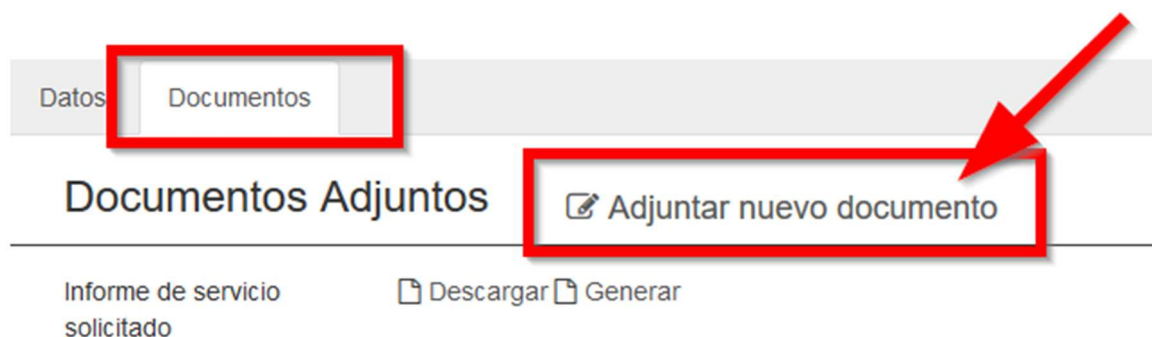 Datos Documentos
Documentos Adjuntos Adjuntar nuevo documento
Informe de servicio Descargar Generar
solicitado